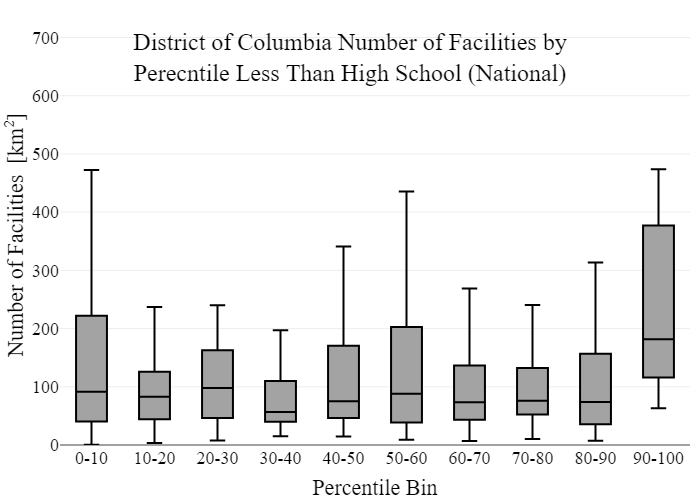 District of Columbia Number of Facilities by
Perecntile Less Than High School (National)
Number of Facilities [km²]
700
600
500
400
300
200
100
0
0-10 10-20 20-30 30-40 40-50 50-60 60-70 70-80 80-90 90-100
Percentile Bin